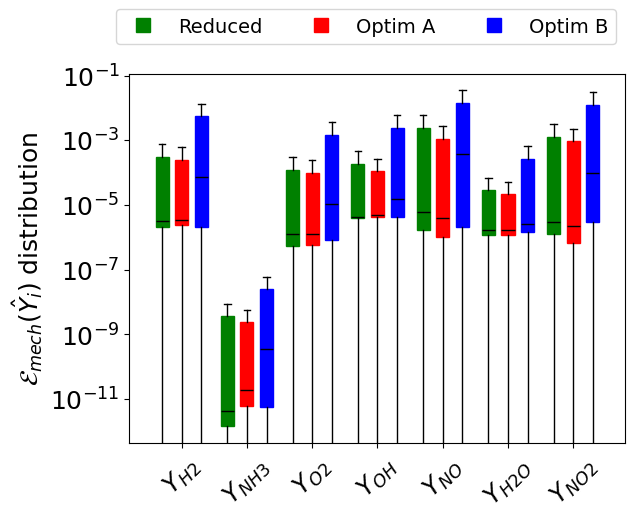 Reduced Optim A Optim B
10⁻¹
10⁻³
10⁻⁵
10⁻⁷
10⁻⁹
10⁻¹¹
ℰ_mech(Ŷ_i) distribution
Y_H2 Y_NH3 Y_O2 Y_OH Y_NO Y_H2O Y_NO2